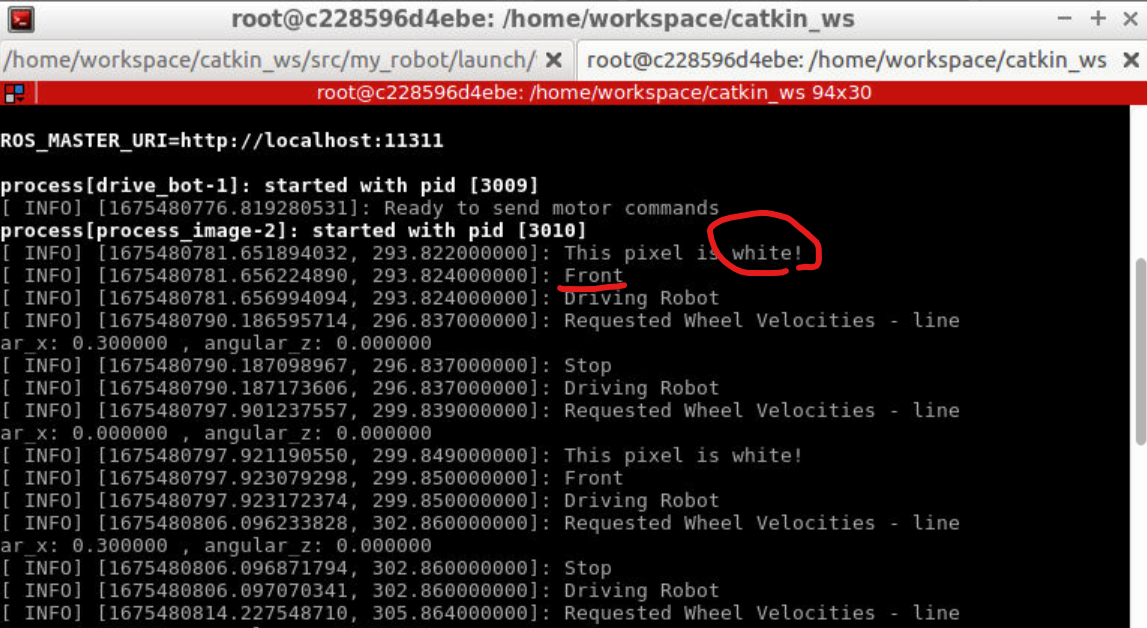 root@c228596d4ebe: /home/workspace/catkin_ws
/home/workspace/catkin_ws/src/my_robot/launch/
root@c228596d4ebe: /home/workspace/catkin_ws
root@c228596d4ebe: /home/workspace/catkin_ws 94x30
ROS_MASTER_URI=http://localhost:11311
process[drive_bot-1]: started with pid [3009]
[ INFO] [1675480776.819280531]: Ready to send motor commands
process[process_image-2]: started with pid [3010]
[ INFO] [1675480781.651894032, 293.822000000]: This pixel is white!
[ INFO] [1675480781.656224890, 293.824000000]: Front
[ INFO] [1675480781.656994094, 293.824000000]: Driving Robot
[ INFO] [1675480790.186595714, 296.837000000]: Requested Wheel Velocities - line
ar_x: 0.300000 , angular_z: 0.000000
[ INFO] [1675480790.187098967, 296.837000000]: Stop
[ INFO] [1675480790.187173606, 296.837000000]: Driving Robot
[ INFO] [1675480797.901237557, 299.839000000]: Requested Wheel Velocities - line
ar_x: 0.000000 , angular_z: 0.000000
[ INFO] [1675480797.921190550, 299.849000000]: This pixel is white!
[ INFO] [1675480797.923079298, 299.850000000]: Front
[ INFO] [1675480797.923172374, 299.850000000]: Driving Robot
[ INFO] [1675480806.096233828, 302.860000000]: Requested Wheel Velocities - line
ar_x: 0.300000 , angular_z: 0.000000
[ INFO] [1675480806.096871794, 302.860000000]: Stop
[ INFO] [1675480806.097070341, 302.860000000]: Driving Robot
[ INFO] [1675480814.227548710, 305.864000000]: Requested Wheel Velocities - line